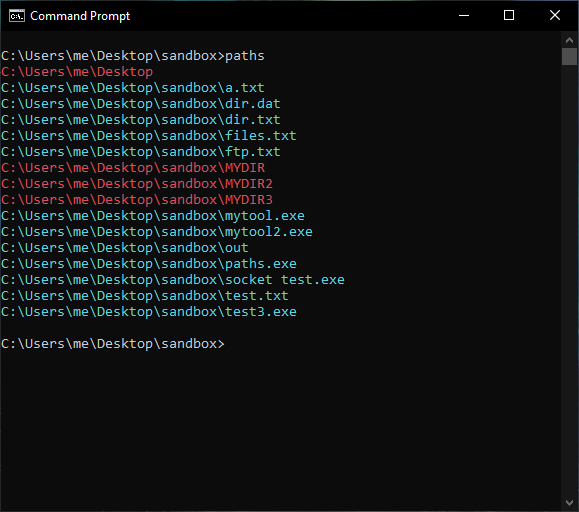 Command Prompt
C:\Users\me\Desktop\sandbox>paths
C:\Users\me\Desktop
C:\Users\me\Desktop\sandbox\a.txt
C:\Users\me\Desktop\sandbox\dir.dat
C:\Users\me\Desktop\sandbox\dir.txt
C:\Users\me\Desktop\sandbox\files.txt
C:\Users\me\Desktop\sandbox\ftp.txt
C:\Users\me\Desktop\sandbox\MYDIR
C:\Users\me\Desktop\sandbox\MYDIR2
C:\Users\me\Desktop\sandbox\MYDIR3
C:\Users\me\Desktop\sandbox\mytool.exe
C:\Users\me\Desktop\sandbox\mytool2.exe
C:\Users\me\Desktop\sandbox\out
C:\Users\me\Desktop\sandbox\paths.exe
C:\Users\me\Desktop\sandbox\socket test.exe
C:\Users\me\Desktop\sandbox\test.txt
C:\Users\me\Desktop\sandbox\test3.exe
C:\Users\me\Desktop\sandbox>